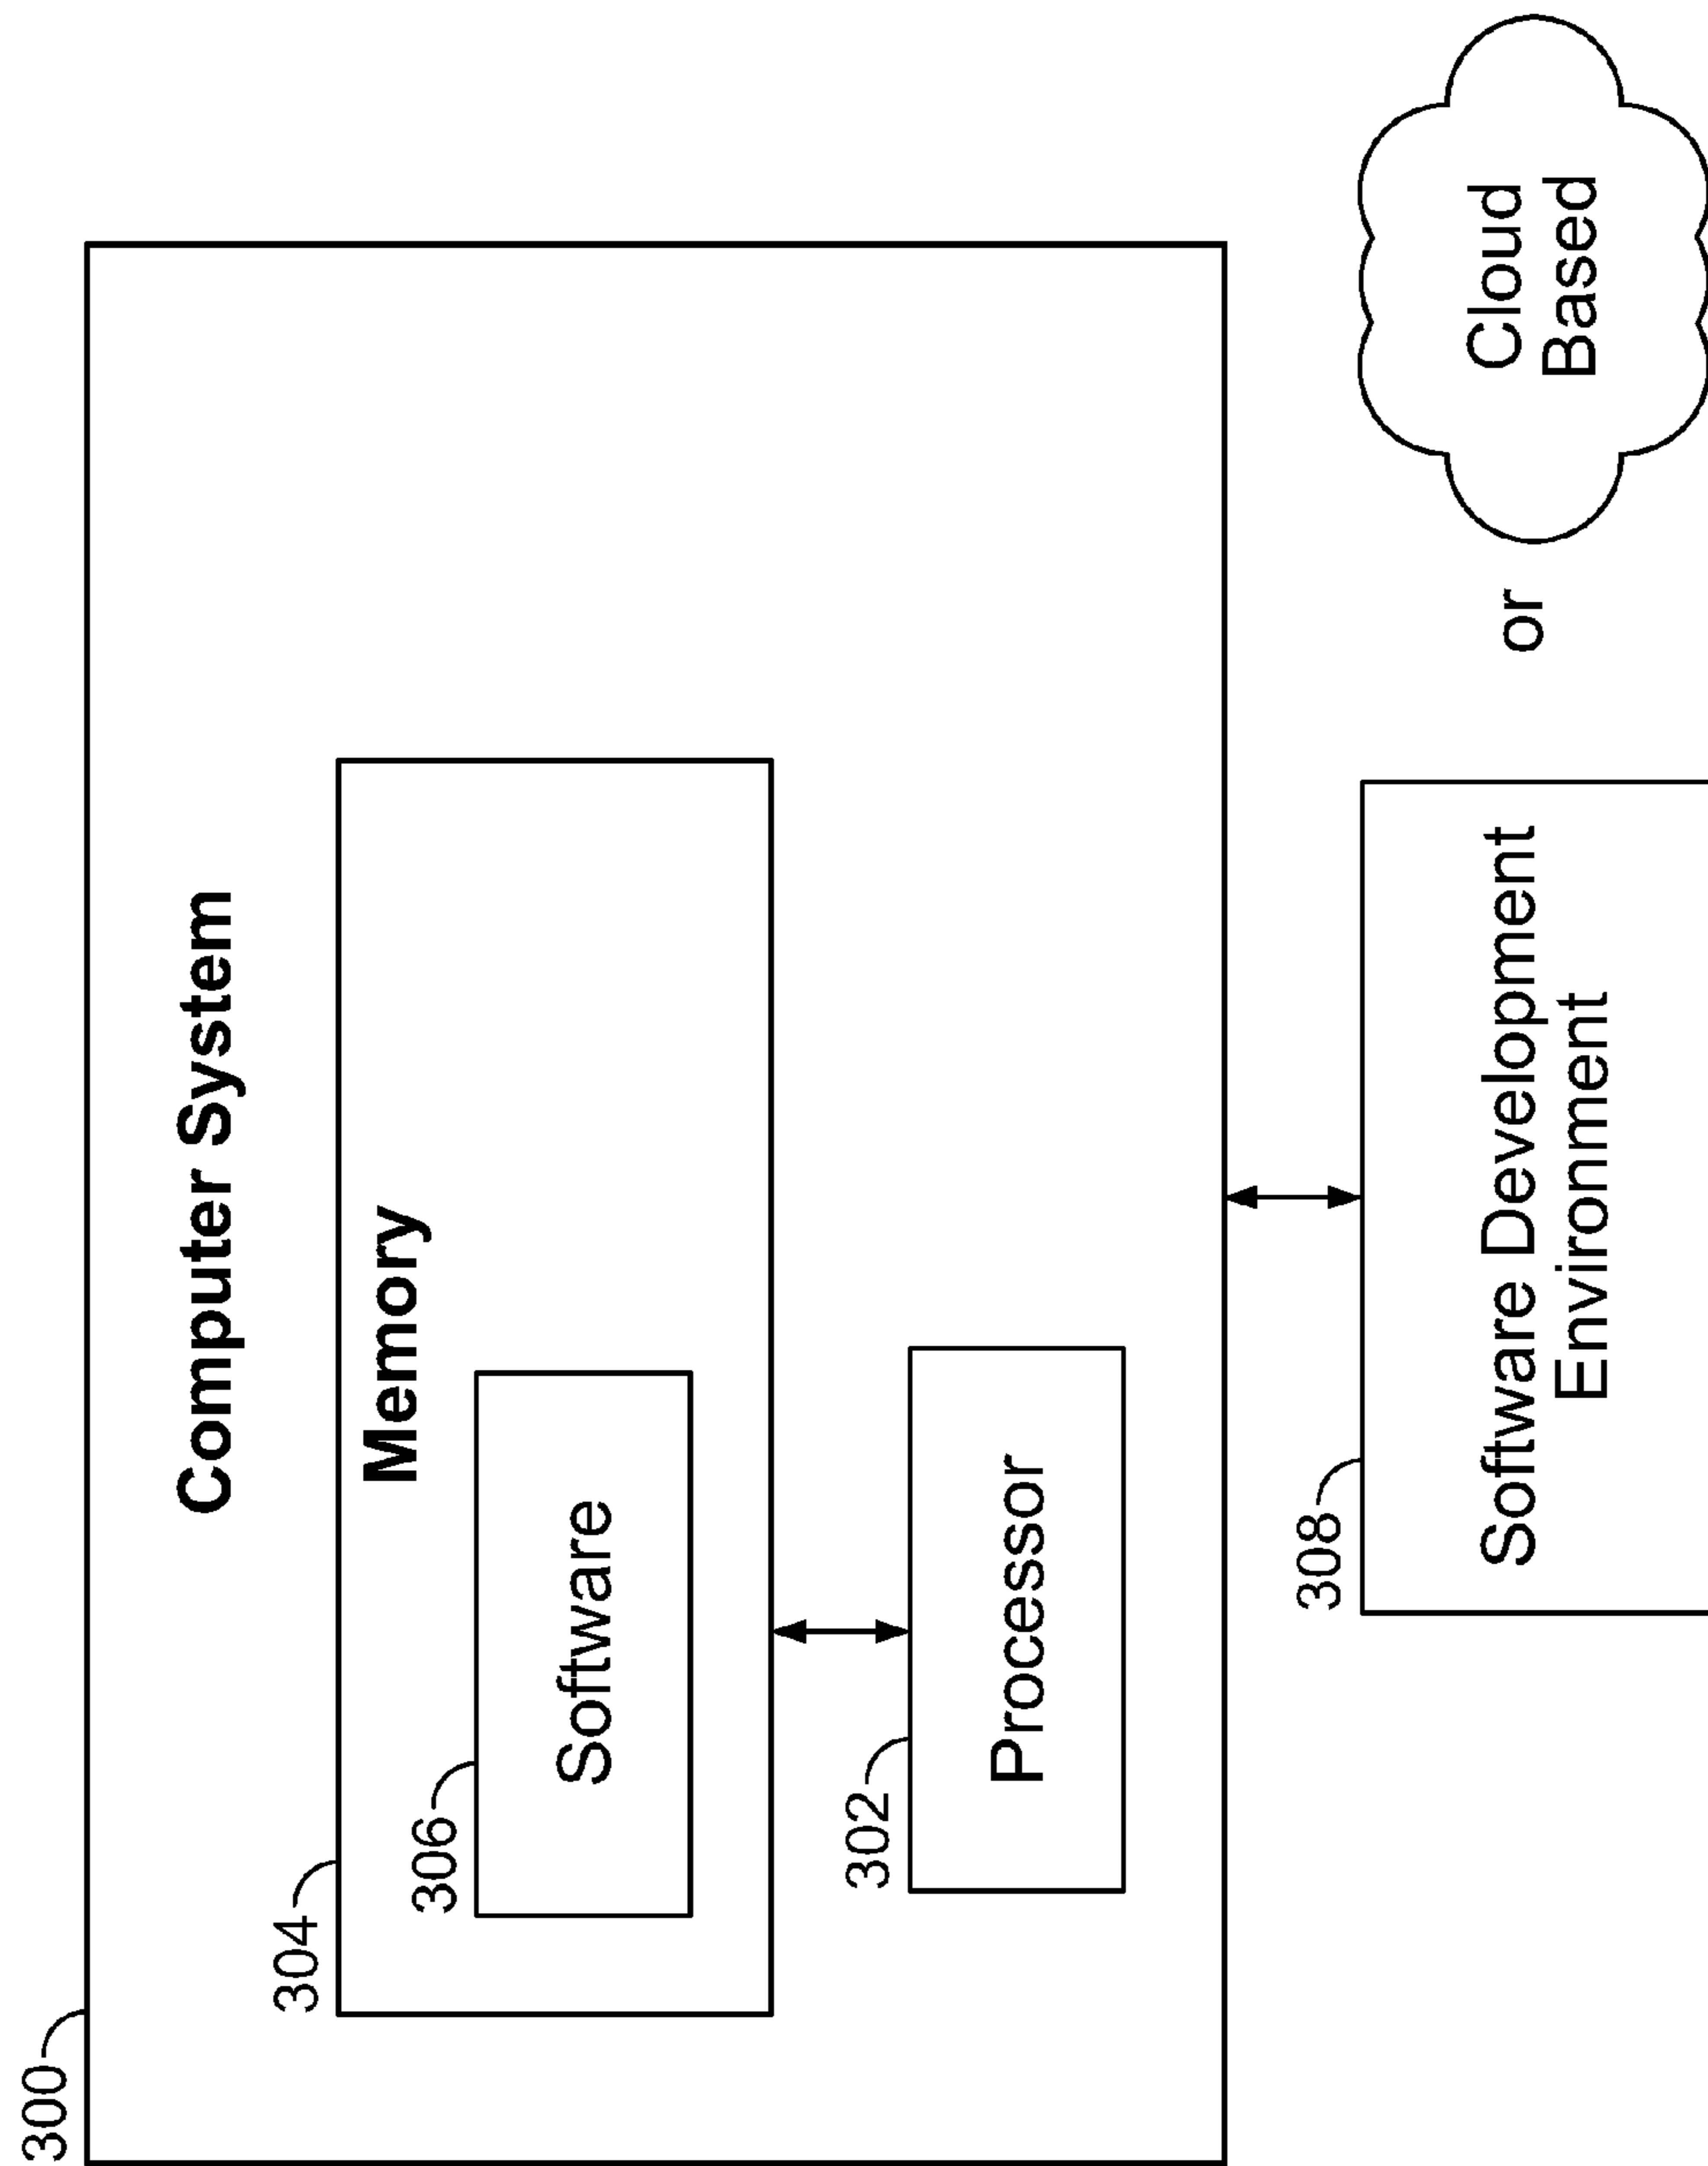 300
Computer System
304
Memory
306
Software
302
Processor
308
Software Development
Environment
or
Cloud
Based